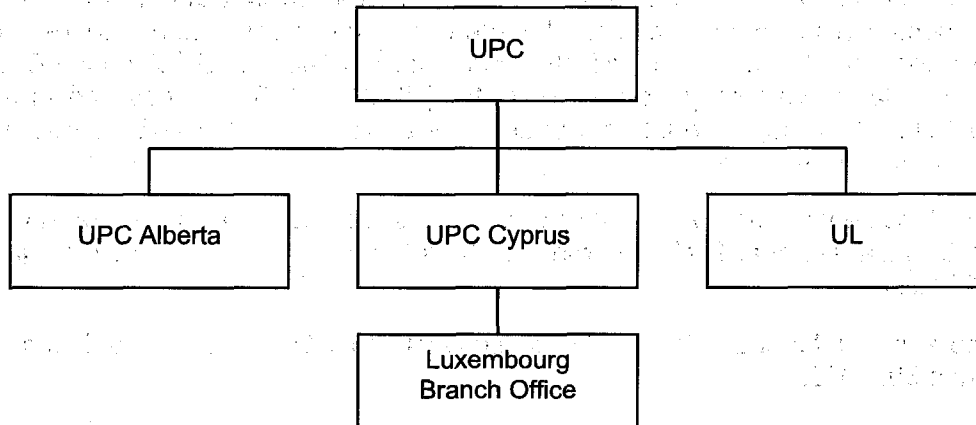 UPC
UPC Alberta
UPC Cyprus
UL
Luxembourg
Branch Office